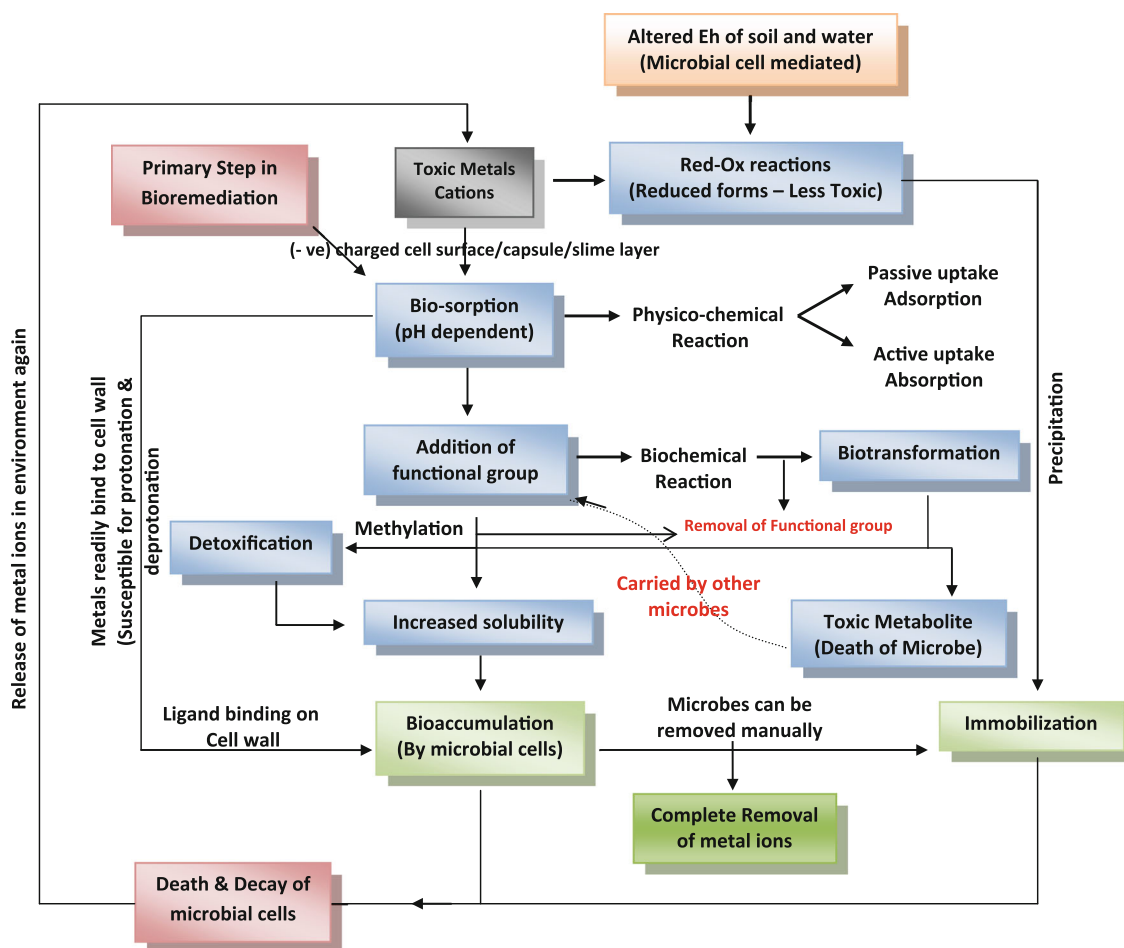 Altered Eh of soil and water
(Microbial cell mediated)
Primary Step in
Bioremediation
Toxic Metals
Cations
Red-Ox reactions
(Reduced forms – Less Toxic)
(- ve) charged cell surface/capsule/slime layer
Bio-sorption
(pH dependent)
Physico-chemical
Reaction
Passive uptake
Adsorption
Active uptake
Absorption
Release of metal ions in environment again
Metals readily bind to cell wall
(Susceptible for protonation &
deprotonation
Precipitation
Addition of
functional group
Biochemical
Reaction
Biotransformation
Removal of Functional group
Methylation
Detoxification
Carried by other
microbes
Increased solubility
Toxic Metabolite
(Death of Microbe)
Ligand binding on
Cell wall
Bioaccumulation
(By microbial cells)
Microbes can be
removed manually
Immobilization
Complete Removal
of metal ions
Death & Decay of
microbial cells